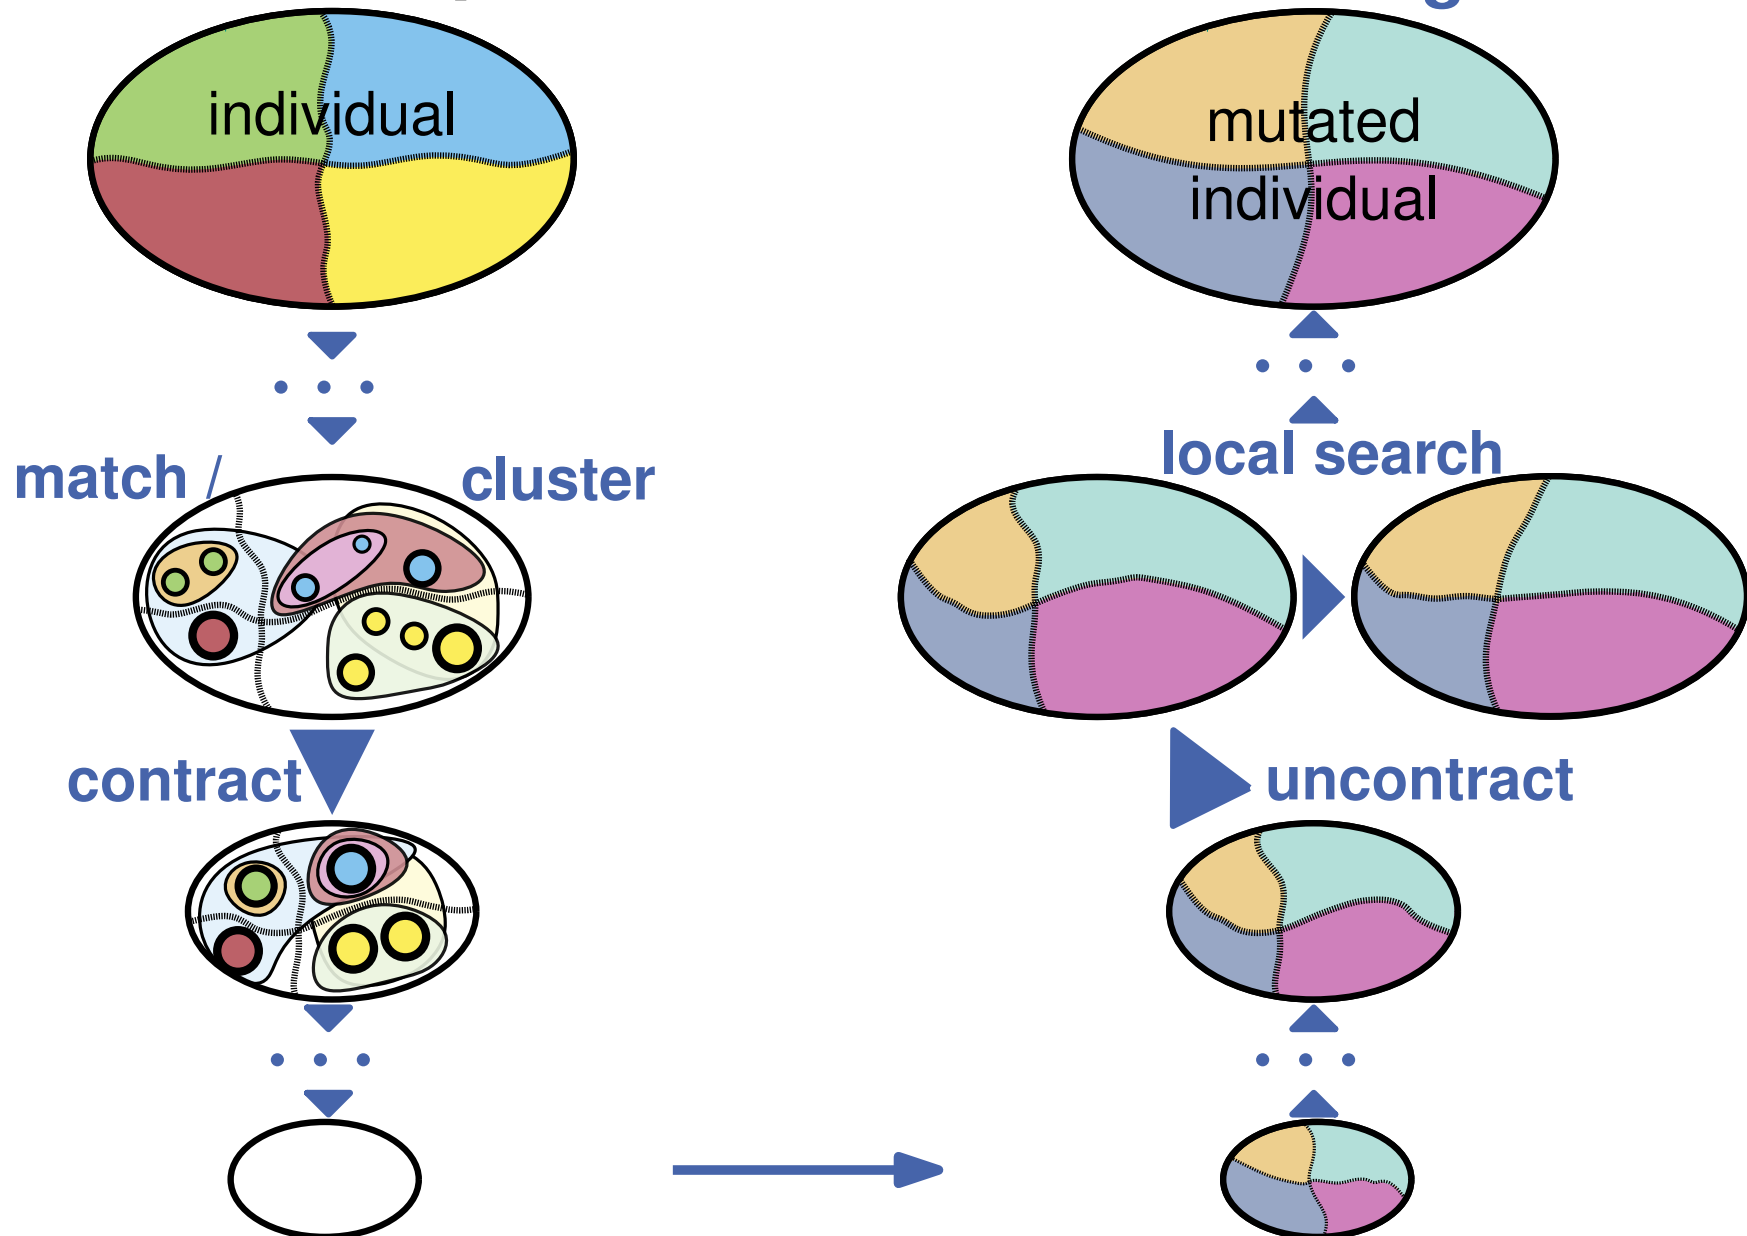 individual
mutated
individual
match /
cluster
local search
contract
uncontract